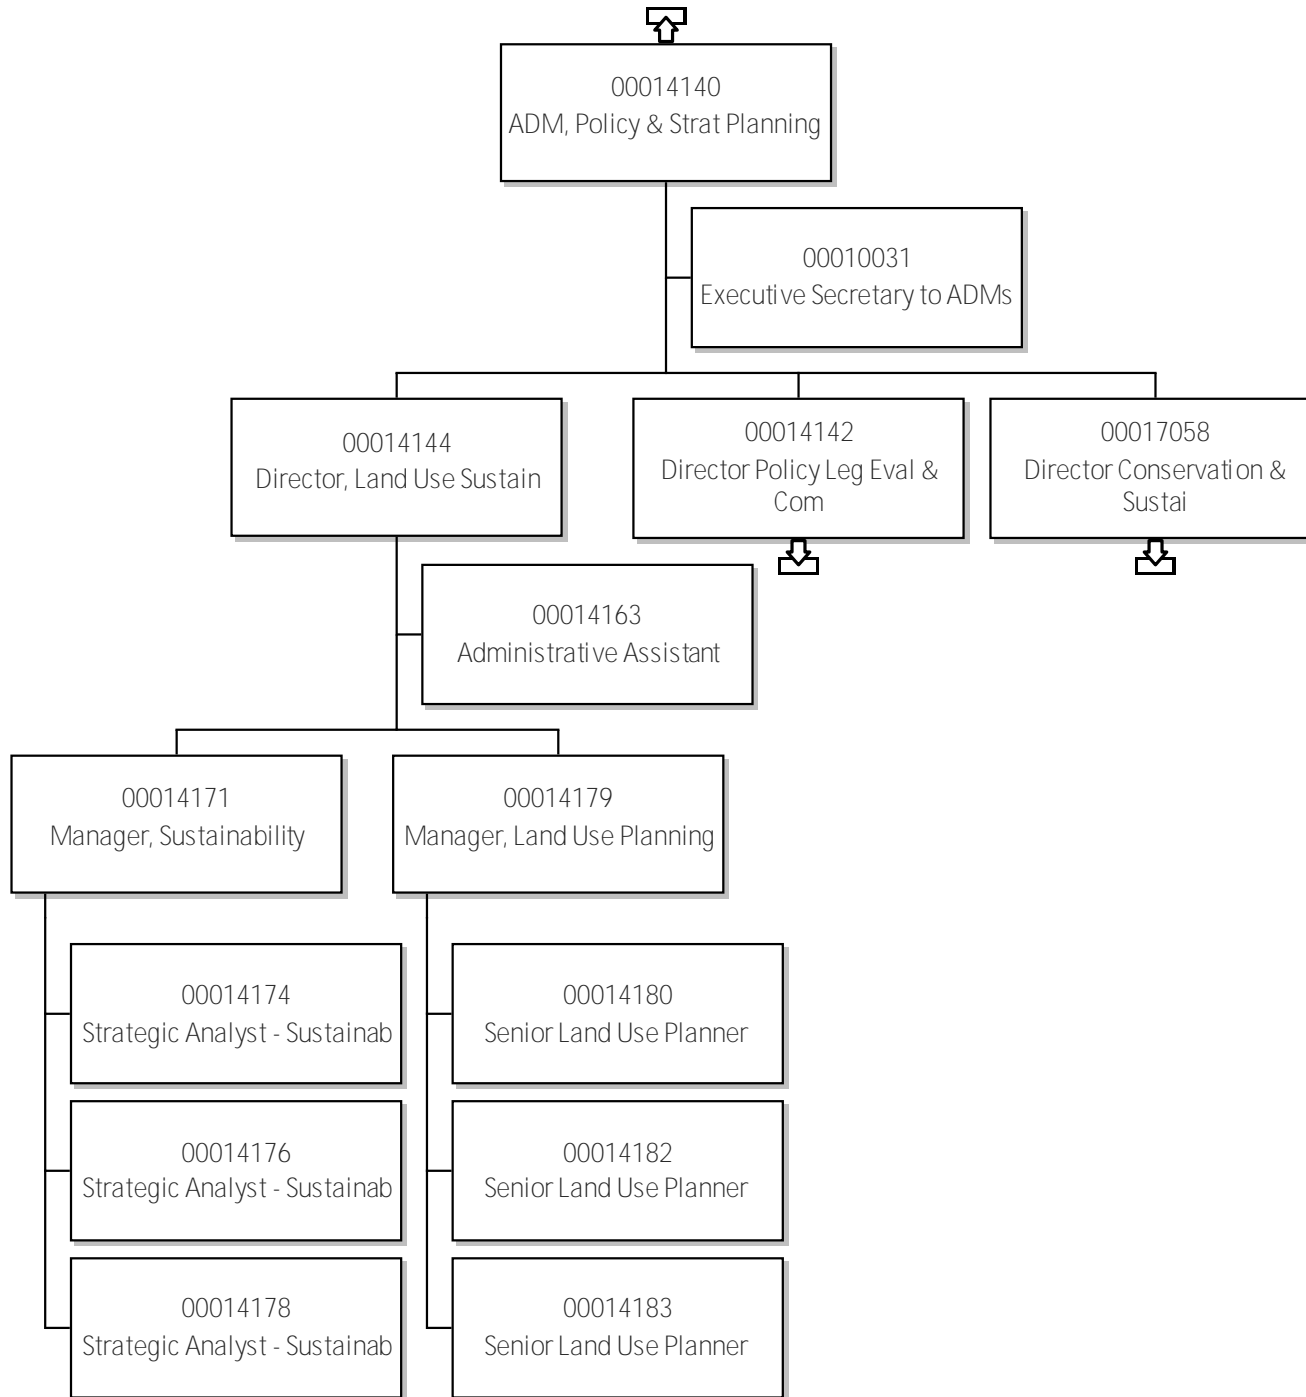 00014140
ADM, Policy & Strat Planning
00010031
Executive Secretary to ADMs
00014144
Director, Land Use Sustain
00014142
Director Policy Leg Eval &
Com
00017058
Director Conservation &
Sustai
00014163
Administrative Assistant
00014171
Manager, Sustainability
00014179
Manager, Land Use Planning
00014174
Strategic Analyst - Sustainab
00014180
Senior Land Use Planner
00014176
Strategic Analyst - Sustainab
00014182
Senior Land Use Planner
00014178
Strategic Analyst - Sustainab
00014183
Senior Land Use Planner